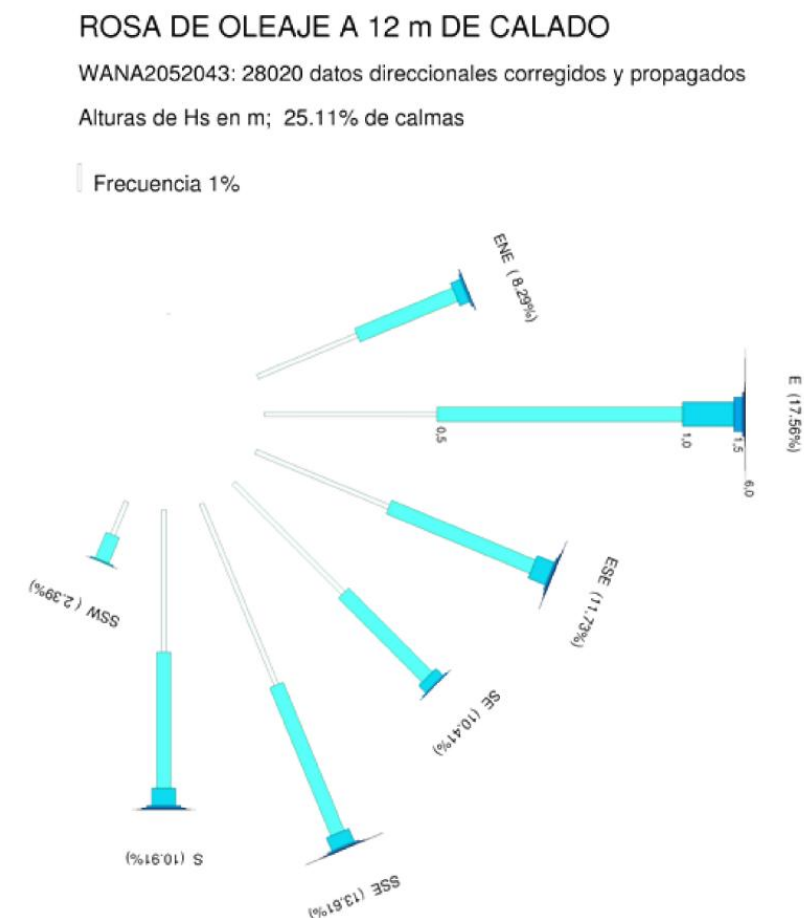 ROSA DE OLEAJE A 12 m DE CALADO
WANA2052043: 28020 datos direccionales corregidos y propagados
Alturas de Hs en m;  25.11% de calmas
Frecuencia 1%
ENE ( 8.29%)
E (17.56%)
0,5
1,0
1,5
6,0
ESE (11.73%)
SE (10.41%)
SSE (13.61%)
S (10.91%)
SSW ( 2.39%)